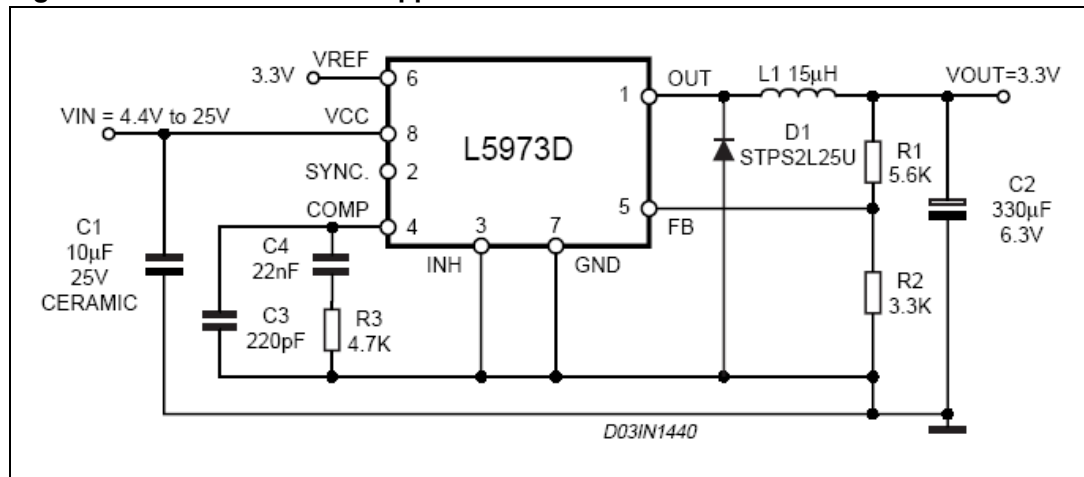 VREF
3.3V
6
VIN = 4.4V to 25V
VCC
8
SYNC.
2
COMP
4
L5973D
3
7
INH
GND
1
OUT
5
FB
L1 15μH
VOUT=3.3V
D1
STPS2L25U
R1
5.6K
R2
3.3K
C2
330μF
6.3V
C1
10μF
25V
CERAMIC
C4
22nF
C3
220pF
R3
4.7K
D03IN1440